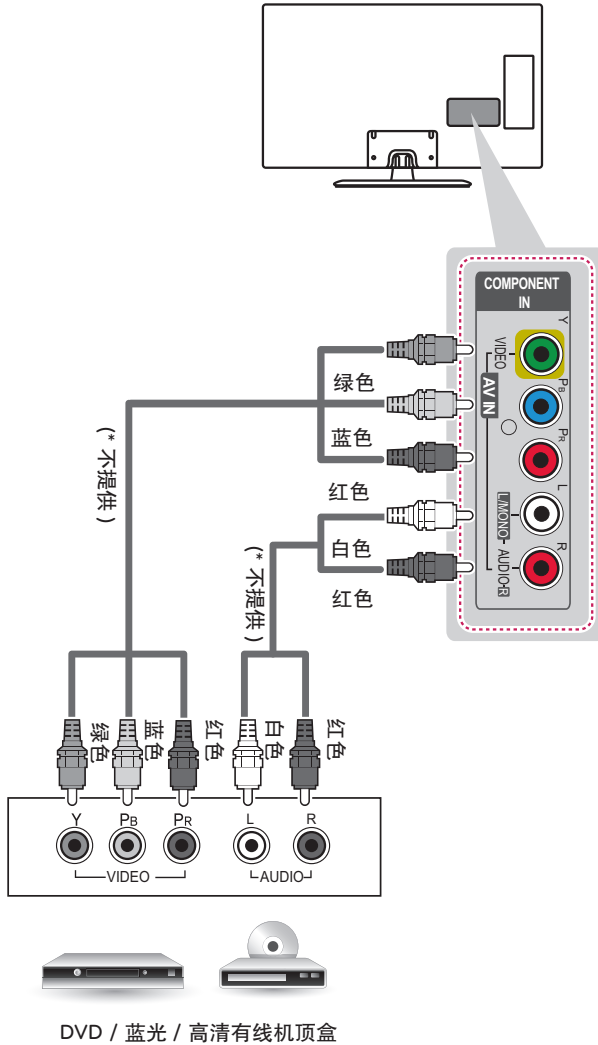 COMPONENT
IN
Y
VIDEO
AV IN
PB
PR
L
L/MONO
R
AUDIO-R
绿色
蓝色
红色
白色
红色
(* 不提供 )
(* 不提供 )
绿色
蓝色
红色
白色
红色
Y
PB
PR
L
R
VIDEO
AUDIO
DVD / 蓝光 / 高清有线机顶盒